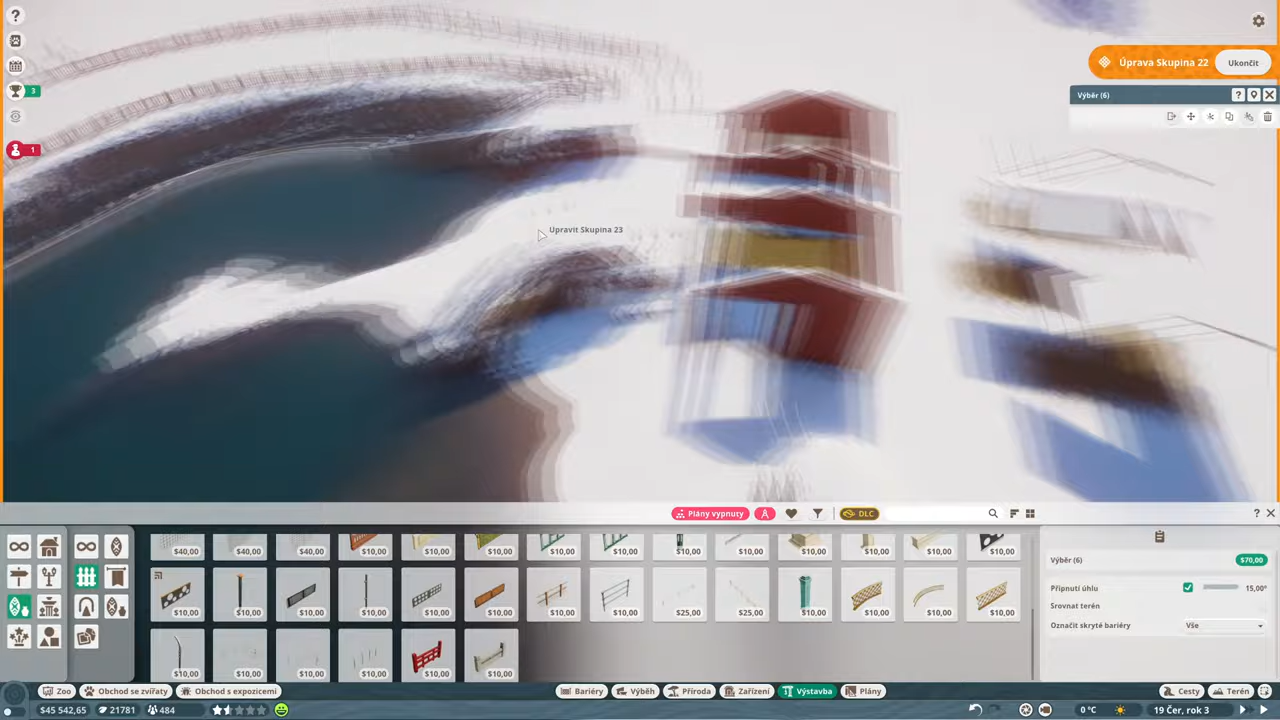 Úprava Skupina 22
Ukončit
Výběr (6)
3
1
Upravit Skupina 23
Plány vypnuty
DLC
$40,00 $40,00 $40,00 $10,00 $10,00 $10,00 $10,00 $10,00 $10,00 $10,00 $10,00 $10,00 $10,00 $10,00
$10,00 $10,00 $10,00 $10,00 $10,00 $10,00 $10,00 $10,00 $25,00 $25,00 $10,00 $10,00 $10,00 $10,00
$10,00 $10,00 $10,00 $10,00 $10,00 $10,00
Výběr (6) $70,00
Připnutí úhlu 15,00°
Srovnat terén
Označit skryté bariéry Vše
Zoo Obchod se zvířaty Obchod s expozicemi Bariéry Výběh Příroda Zařízení Výstavba Plány Cesty Terén
$45 542,65 21781 484 0 °C 19 Čer, rok 3